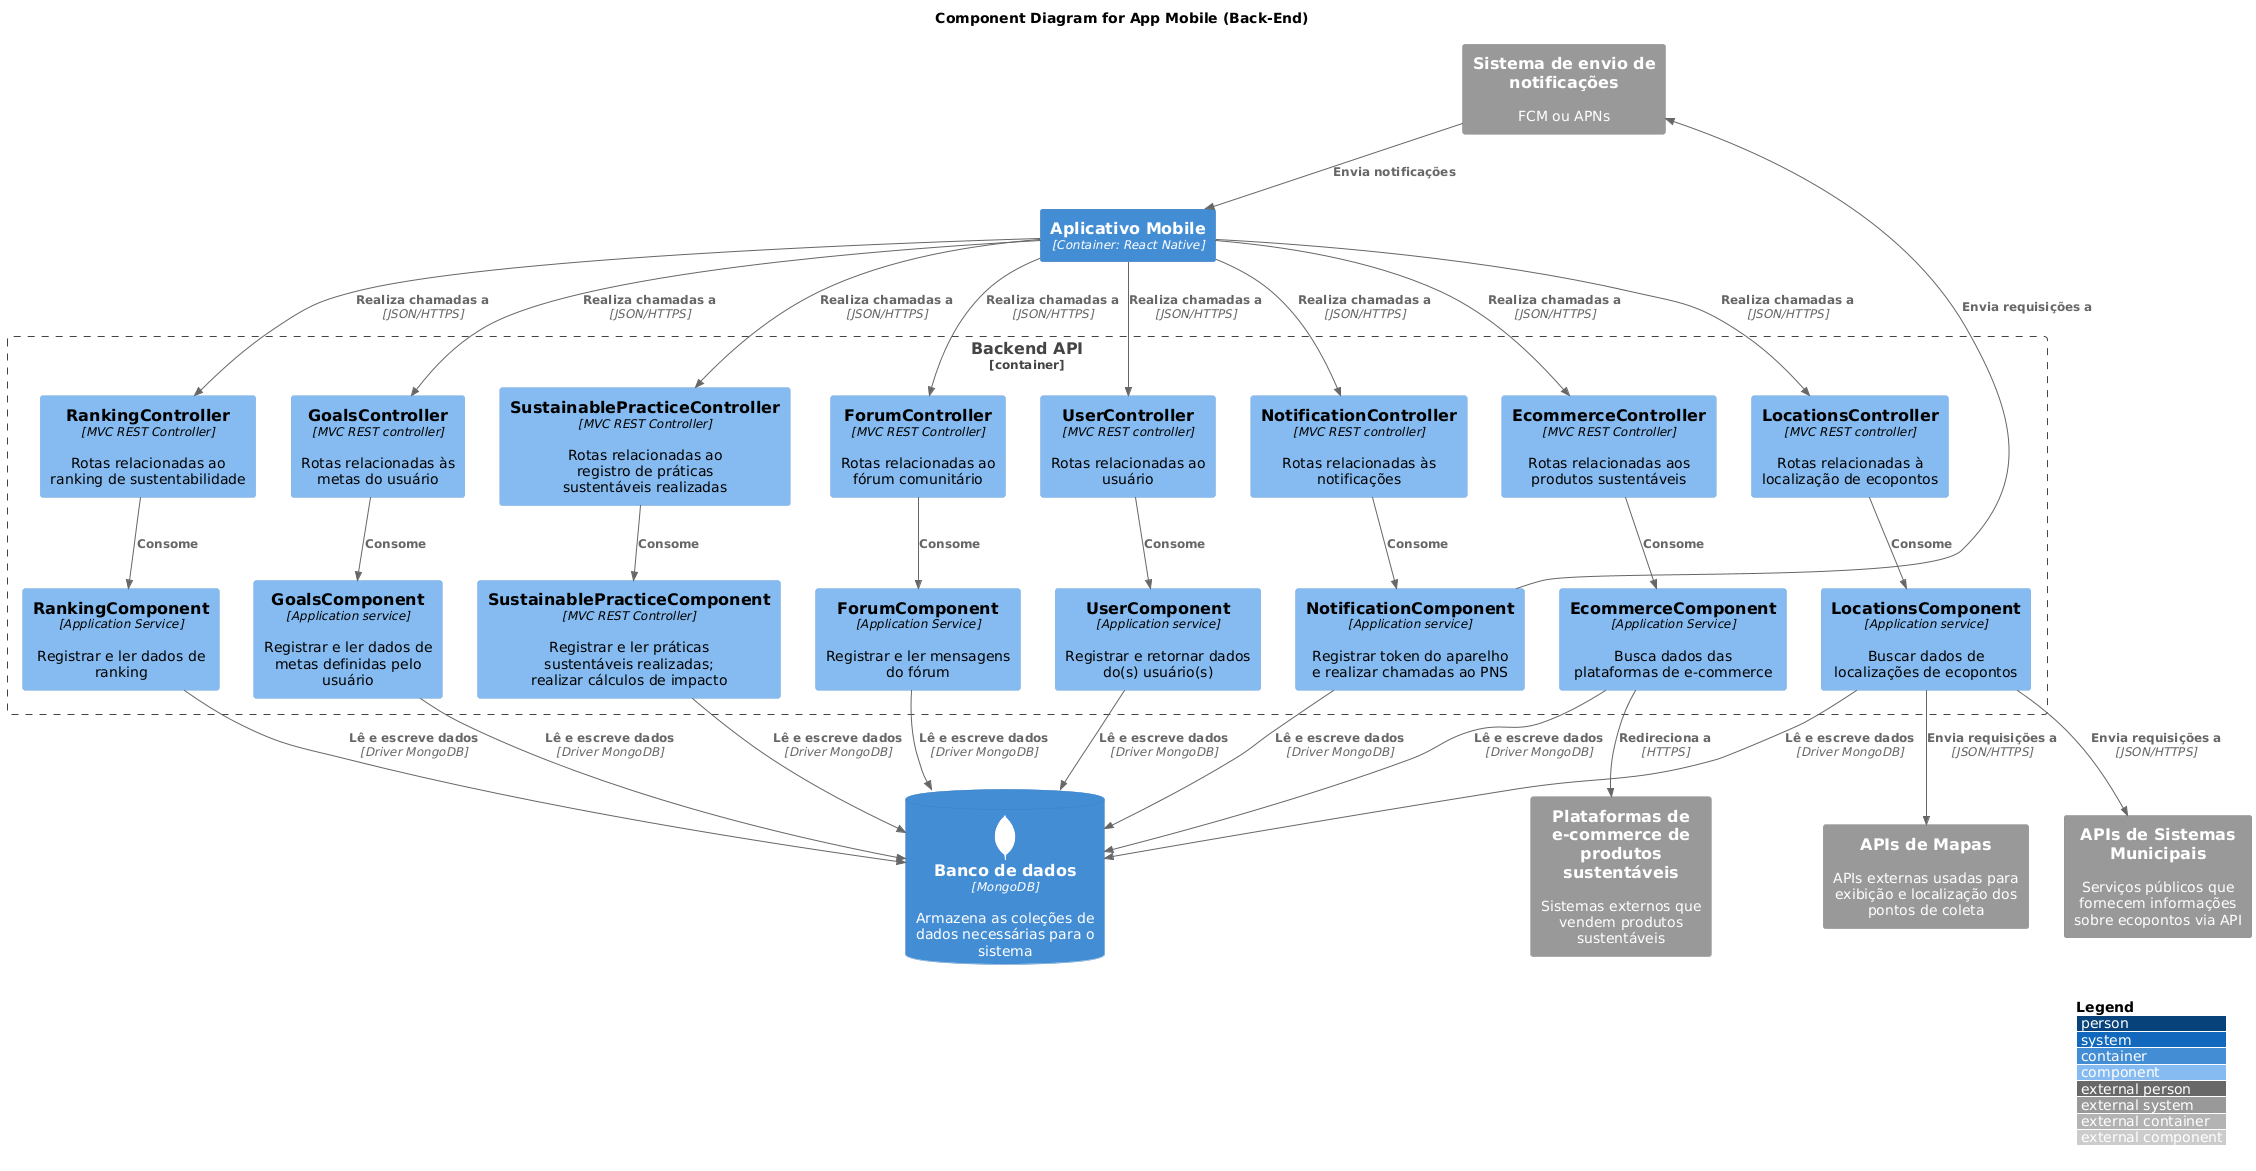 Component Diagram for App Mobile (Back-End)
Sistema de envio de
notificações
FCM ou APNs
Envia notificações
Aplicativo Mobile
[Container: React Native]
Realiza chamadas a
[JSON/HTTPS]
Realiza chamadas a
[JSON/HTTPS]
Realiza chamadas a
[JSON/HTTPS]
Realiza chamadas a
[JSON/HTTPS]
Realiza chamadas a
[JSON/HTTPS]
Realiza chamadas a
[JSON/HTTPS]
Realiza chamadas a
[JSON/HTTPS]
Realiza chamadas a
[JSON/HTTPS]
Envia requisições a
Backend API
[container]
RankingController
[MVC REST Controller]
Rotas relacionadas ao
ranking de sustentabilidade
GoalsController
[MVC REST controller]
Rotas relacionadas às
metas do usuário
SustainablePracticeController
[MVC REST Controller]
Rotas relacionadas ao
registro de práticas
sustentáveis realizadas
ForumController
[MVC REST Controller]
Rotas relacionadas ao
fórum comunitário
UserController
[MVC REST controller]
Rotas relacionadas ao
usuário
NotificationController
[MVC REST controller]
Rotas relacionadas às
notificações
EcommerceController
[MVC REST Controller]
Rotas relacionadas aos
produtos sustentáveis
LocationsController
[MVC REST controller]
Rotas relacionadas à
localização de ecopontos
Consome
Consome
Consome
Consome
Consome
Consome
Consome
Consome
RankingComponent
[Application Service]
Registrar e ler dados de
ranking
GoalsComponent
[Application service]
Registrar e ler dados de
metas definidas pelo
usuário
SustainablePracticeComponent
[MVC REST Controller]
Registrar e ler práticas
sustentáveis realizadas;
realizar cálculos de impacto
ForumComponent
[Application Service]
Registrar e ler mensagens
do fórum
UserComponent
[Application service]
Registrar e retornar dados
do(s) usuário(s)
NotificationComponent
[Application service]
Registrar token do aparelho
e realizar chamadas ao PNS
EcommerceComponent
[Application Service]
Busca dados das
plataformas de e-commerce
LocationsComponent
[Application service]
Buscar dados de
localizações de ecopontos
Lê e escreve dados
[Driver MongoDB]
Lê e escreve dados
[Driver MongoDB]
Lê e escreve dados
[Driver MongoDB]
Lê e escreve dados
[Driver MongoDB]
Lê e escreve dados
[Driver MongoDB]
Lê e escreve dados
[Driver MongoDB]
Lê e escreve dados
[Driver MongoDB]
Redireciona a
[HTTPS]
Lê e escreve dados
[Driver MongoDB]
Envia requisições a
[JSON/HTTPS]
Envia requisições a
[JSON/HTTPS]
Banco de dados
[MongoDB]
Armazena as coleções de
dados necessárias para o
sistema
Plataformas de
e-commerce de
produtos
sustentáveis
Sistemas externos que
vendem produtos
sustentáveis
APIs de Mapas
APIs externas usadas para
exibição e localização dos
pontos de coleta
APIs de Sistemas
Municipais
Serviços públicos que
fornecem informações
sobre ecopontos via API
Legend
person
system
container
component
external person
external system
external container
external component